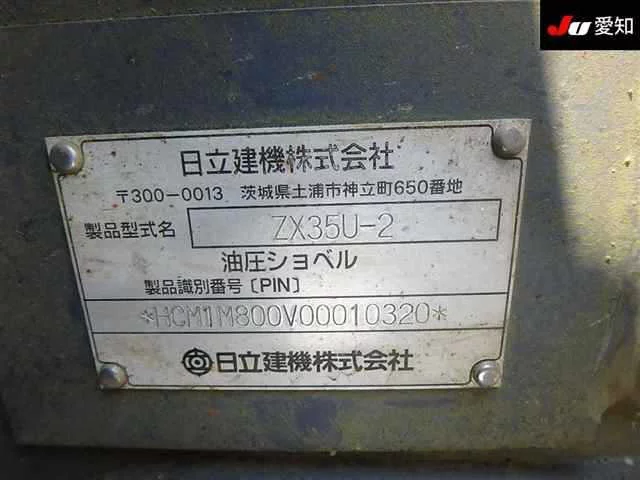 JU 愛知
日立建機株式会社
〒300-0013 茨城県土浦市神立町650番地
製品型式名 ZX35U-2
油圧ショベル
製品識別番号〔PIN〕
*HCM1M800V00010320*
日立建機株式会社